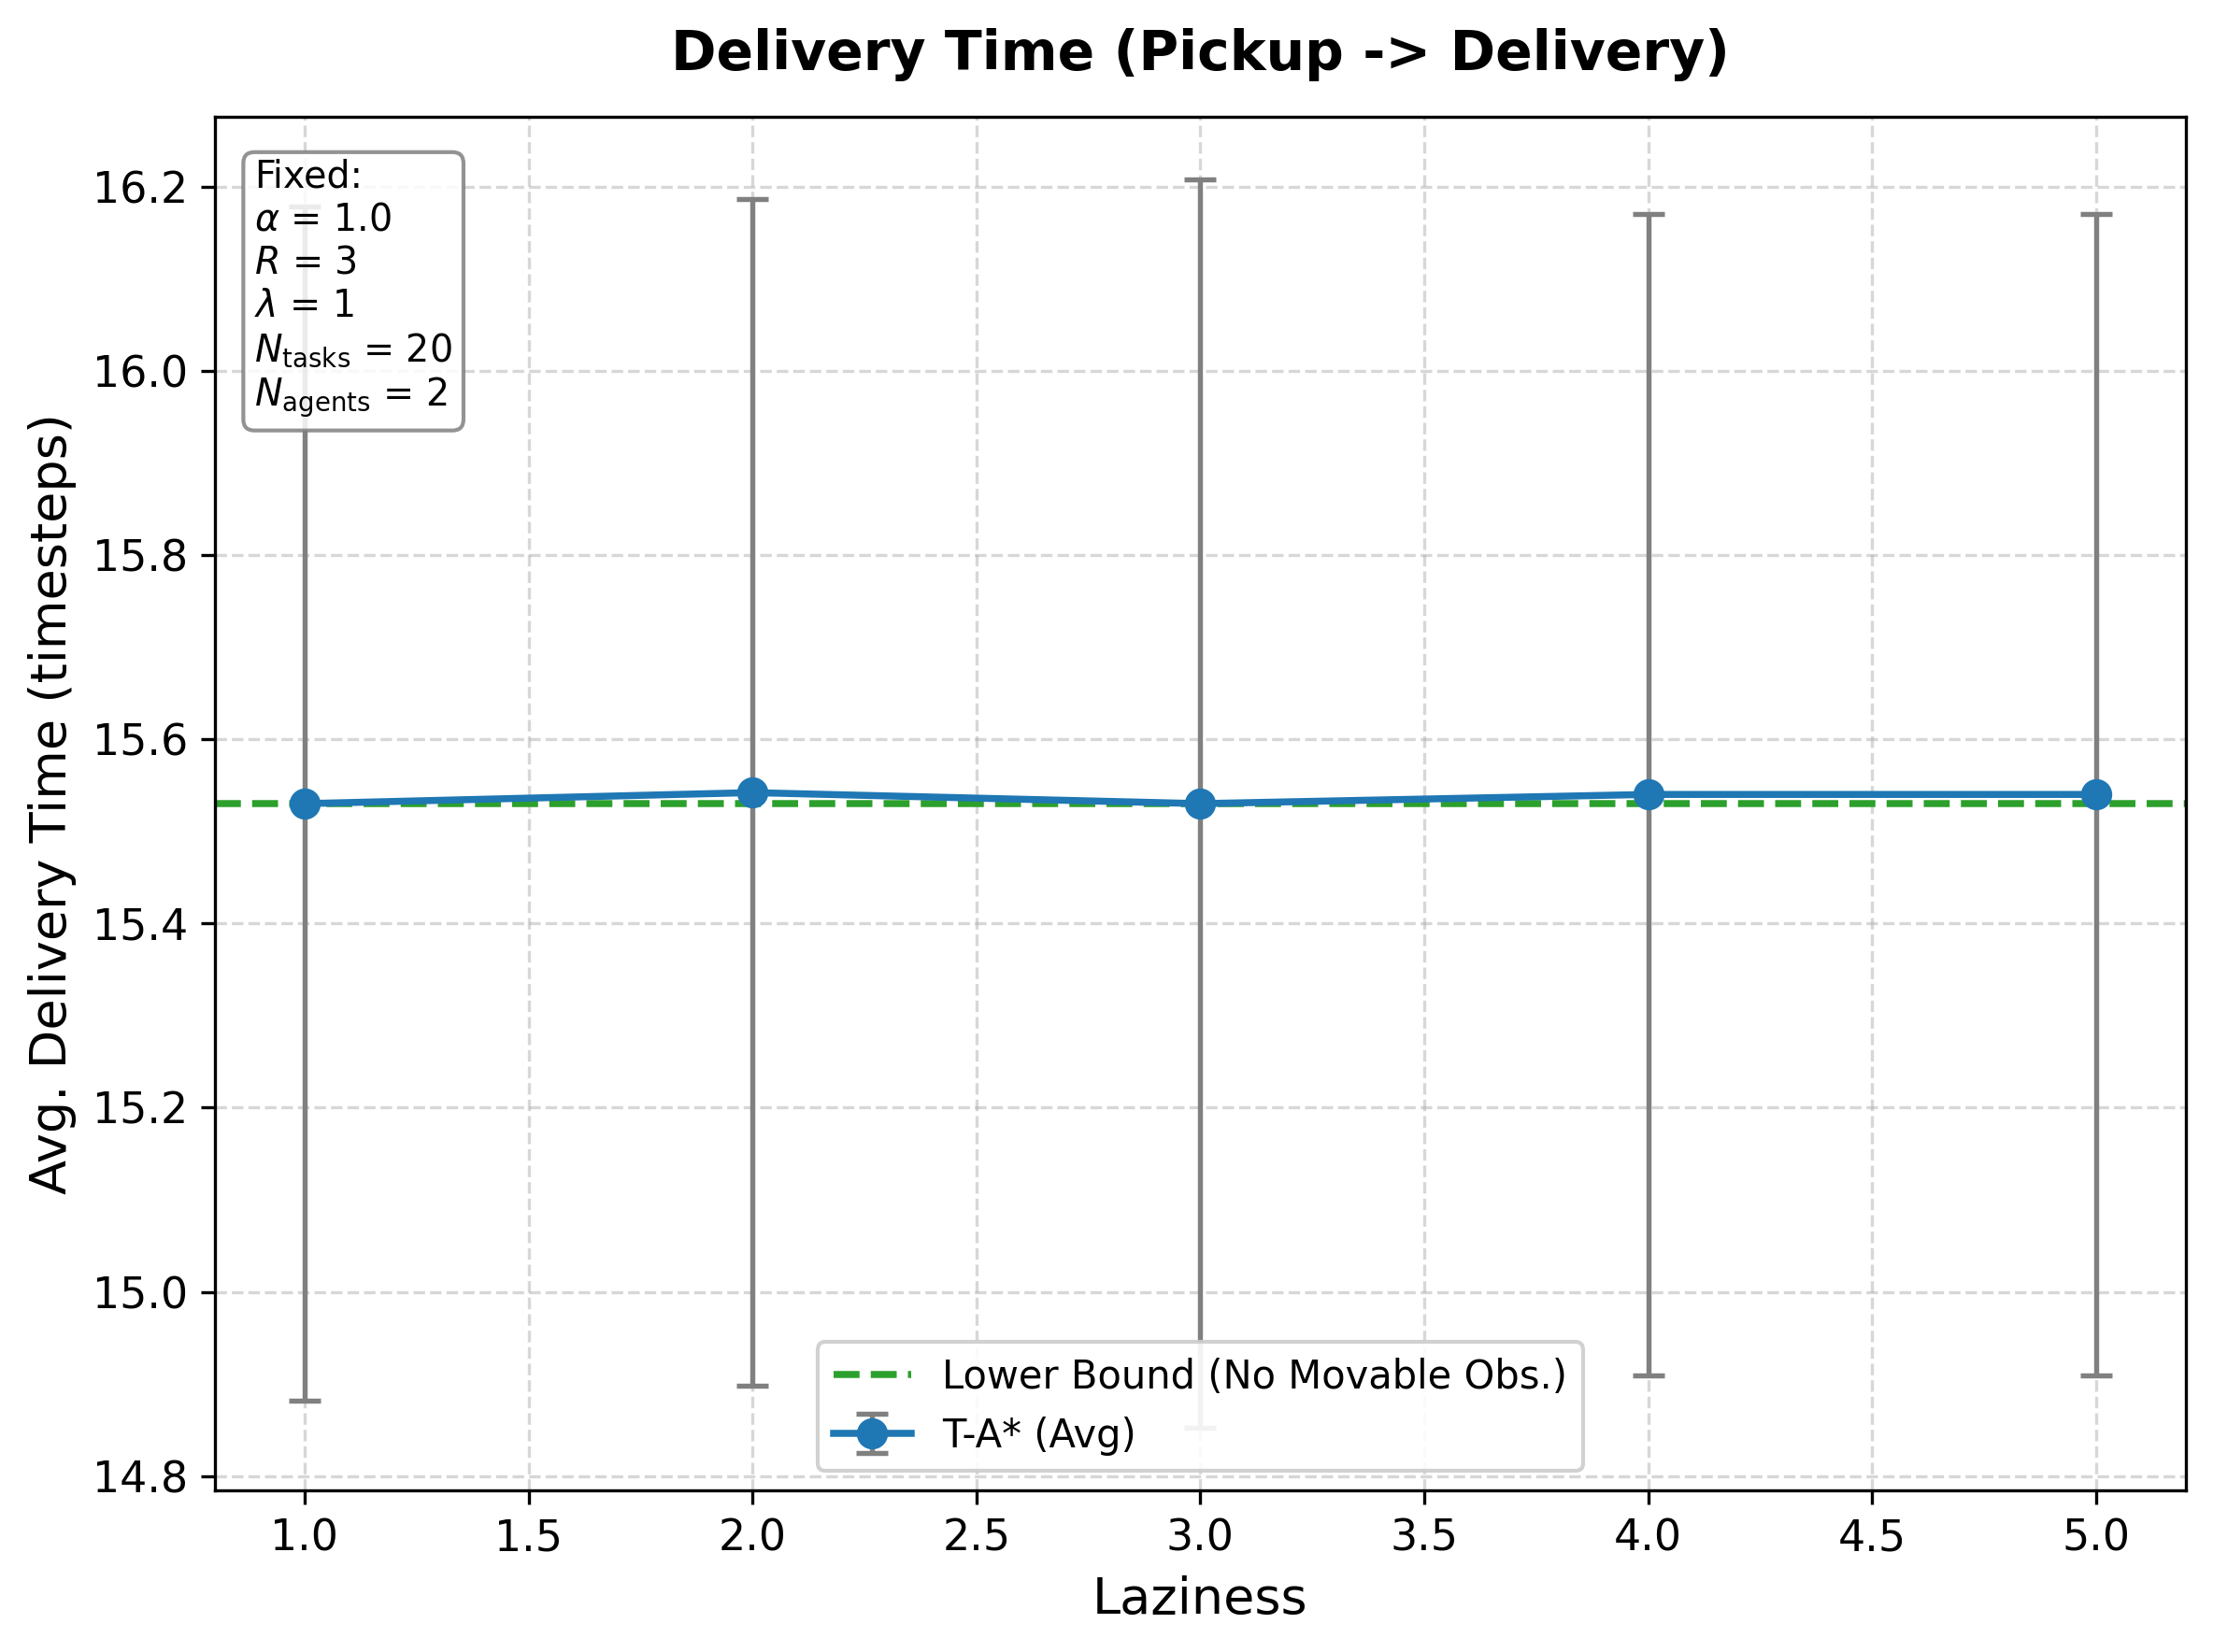 Delivery Time (Pickup -> Delivery)
Fixed:
α = 1.0
R = 3
λ = 1
N_tasks = 20
N_agents = 2
16.2
16.0
15.8
15.6
15.4
15.2
15.0
14.8
Avg. Delivery Time (timesteps)
Lower Bound (No Movable Obs.)
T-A* (Avg)
1.0 1.5 2.0 2.5 3.0 3.5 4.0 4.5 5.0
Laziness